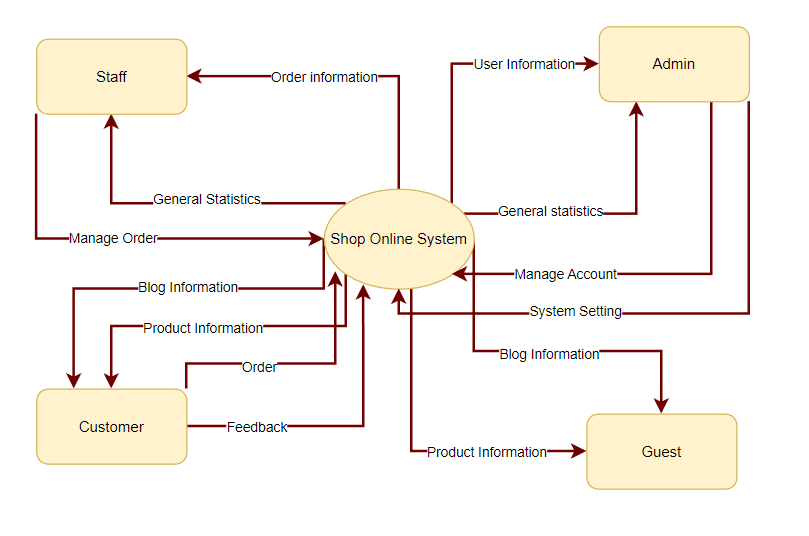 Staff
Order information
User Information
Admin
General Statistics
General statistics
Manage Order
Shop Online System
Blog Information
Manage Account
Product Information
System Setting
Order
Blog Information
Customer
Feedback
Product Information
Guest